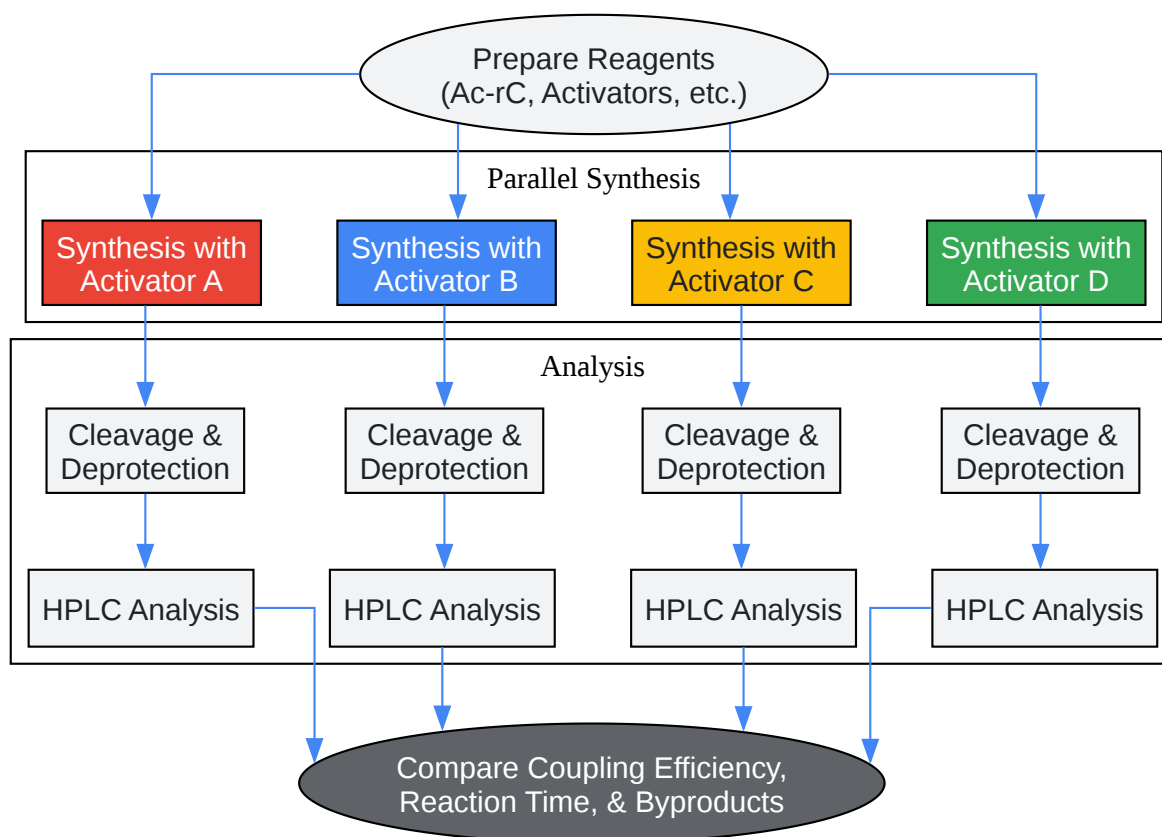 Prepare Reagents
(Ac-rC, Activators, etc.)
Parallel Synthesis
Synthesis with
Activator A
Synthesis with
Activator B
Synthesis with
Activator C
Synthesis with
Activator D
Analysis
Cleavage &
Deprotection
Cleavage &
Deprotection
Cleavage &
Deprotection
Cleavage &
Deprotection
HPLC Analysis
HPLC Analysis
HPLC Analysis
HPLC Analysis
Compare Coupling Efficiency,
Reaction Time, & Byproducts